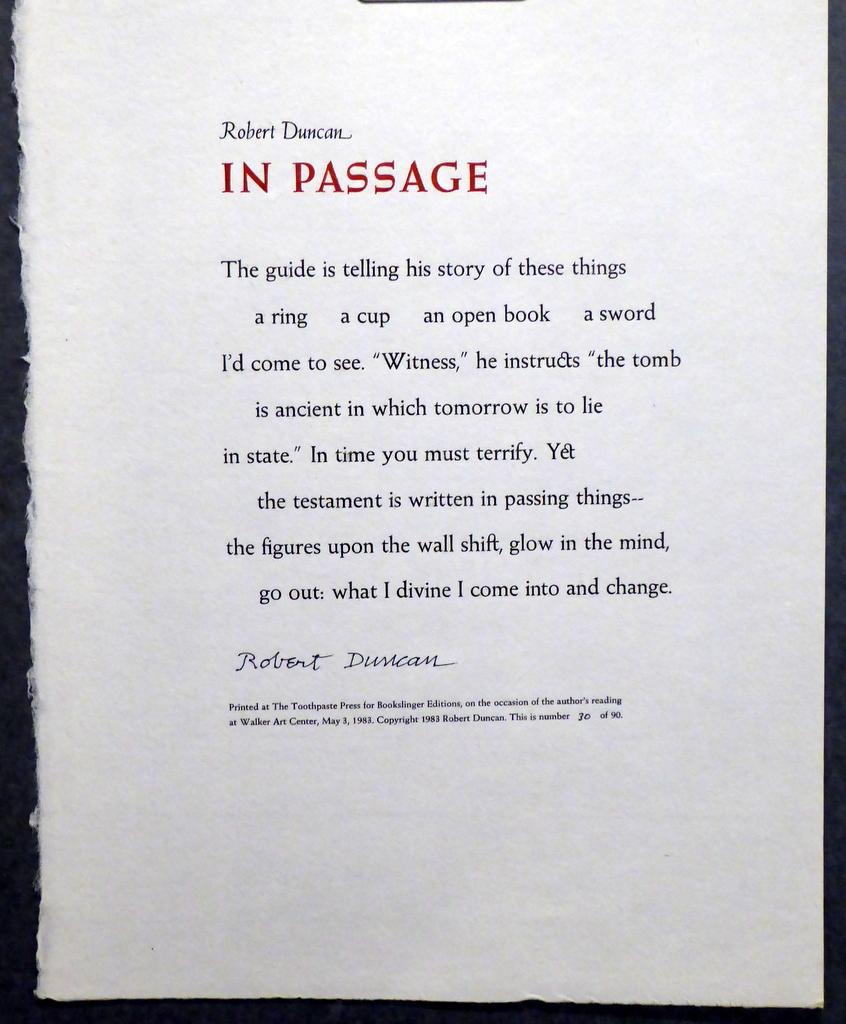 Robert Duncan
IN PASSAGE
The guide is telling his story of these things
a ring a cup an open book a sword
I'd come to see. "Witness," he instructs "the tomb
is ancient in which tomorrow is to lie
in state." In time you must terrify. Yet
the testament is written in passing things--
the figures upon the wall shift, glow in the mind,
go out: what I divine I come into and change.
Robert Duncan
Printed at The Toothpaste Press for Bookslinger Editions, on the occasion of the author's reading
at Walker Art Center, May 3, 1983. Copyright 1983 Robert Duncan. This is number 30 of 90.